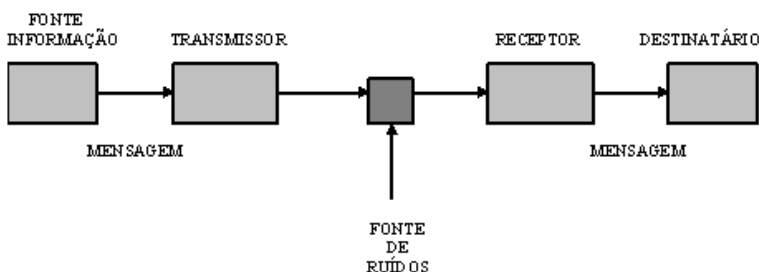 FONTE
INFORMAÇÃO
TRANSMISSOR
RECEPTOR
DESTINATÁRIO
MENSAGEM
MENSAGEM
FONTE
DE
RUÍDOS